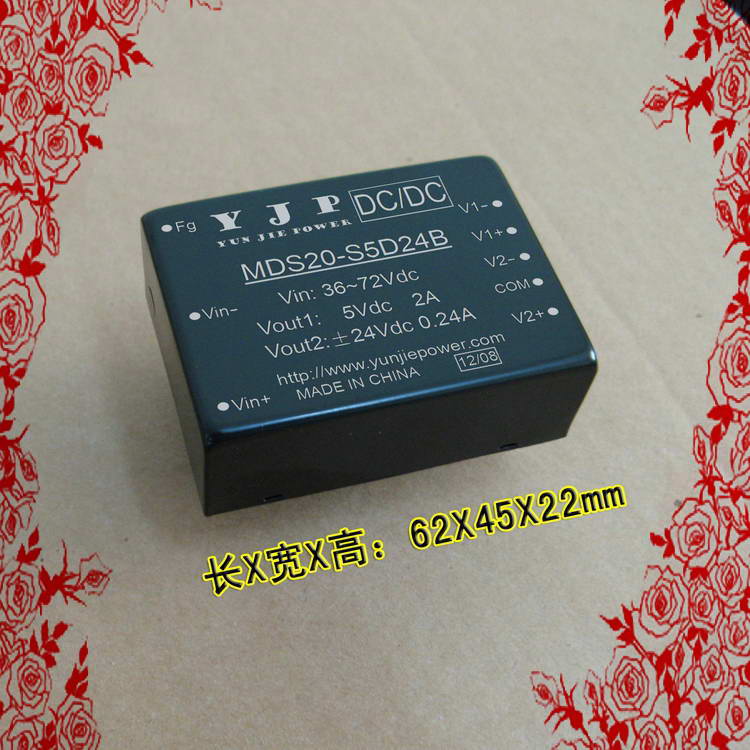 Fg
Y J P
YUN JIE POWER
DC/DC
MDS20-S5D24B
Vin: 36~72Vdc
Vout1: 5Vdc 2A
Vout2:±24Vdc 0.24A
http://www.yunjiepower.com
MADE IN CHINA
12/08
Vin-
Vin+
V1-
V1+
V2-
COM
V2+
长X宽X高：62X45X22mm